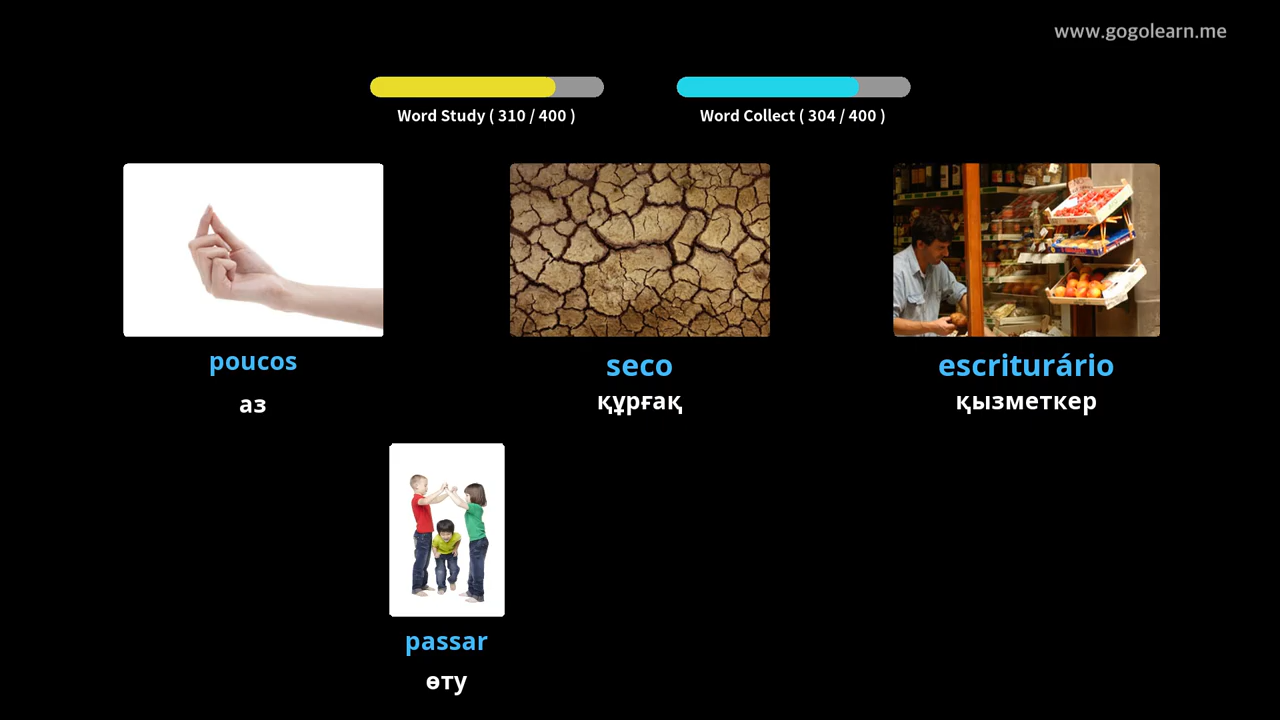 www.gogolearn.me
Word Study ( 310 / 400 )
Word Collect ( 304 / 400 )
poucos
аз
seco
құрғақ
escriturário
қызметкер
passar
өту